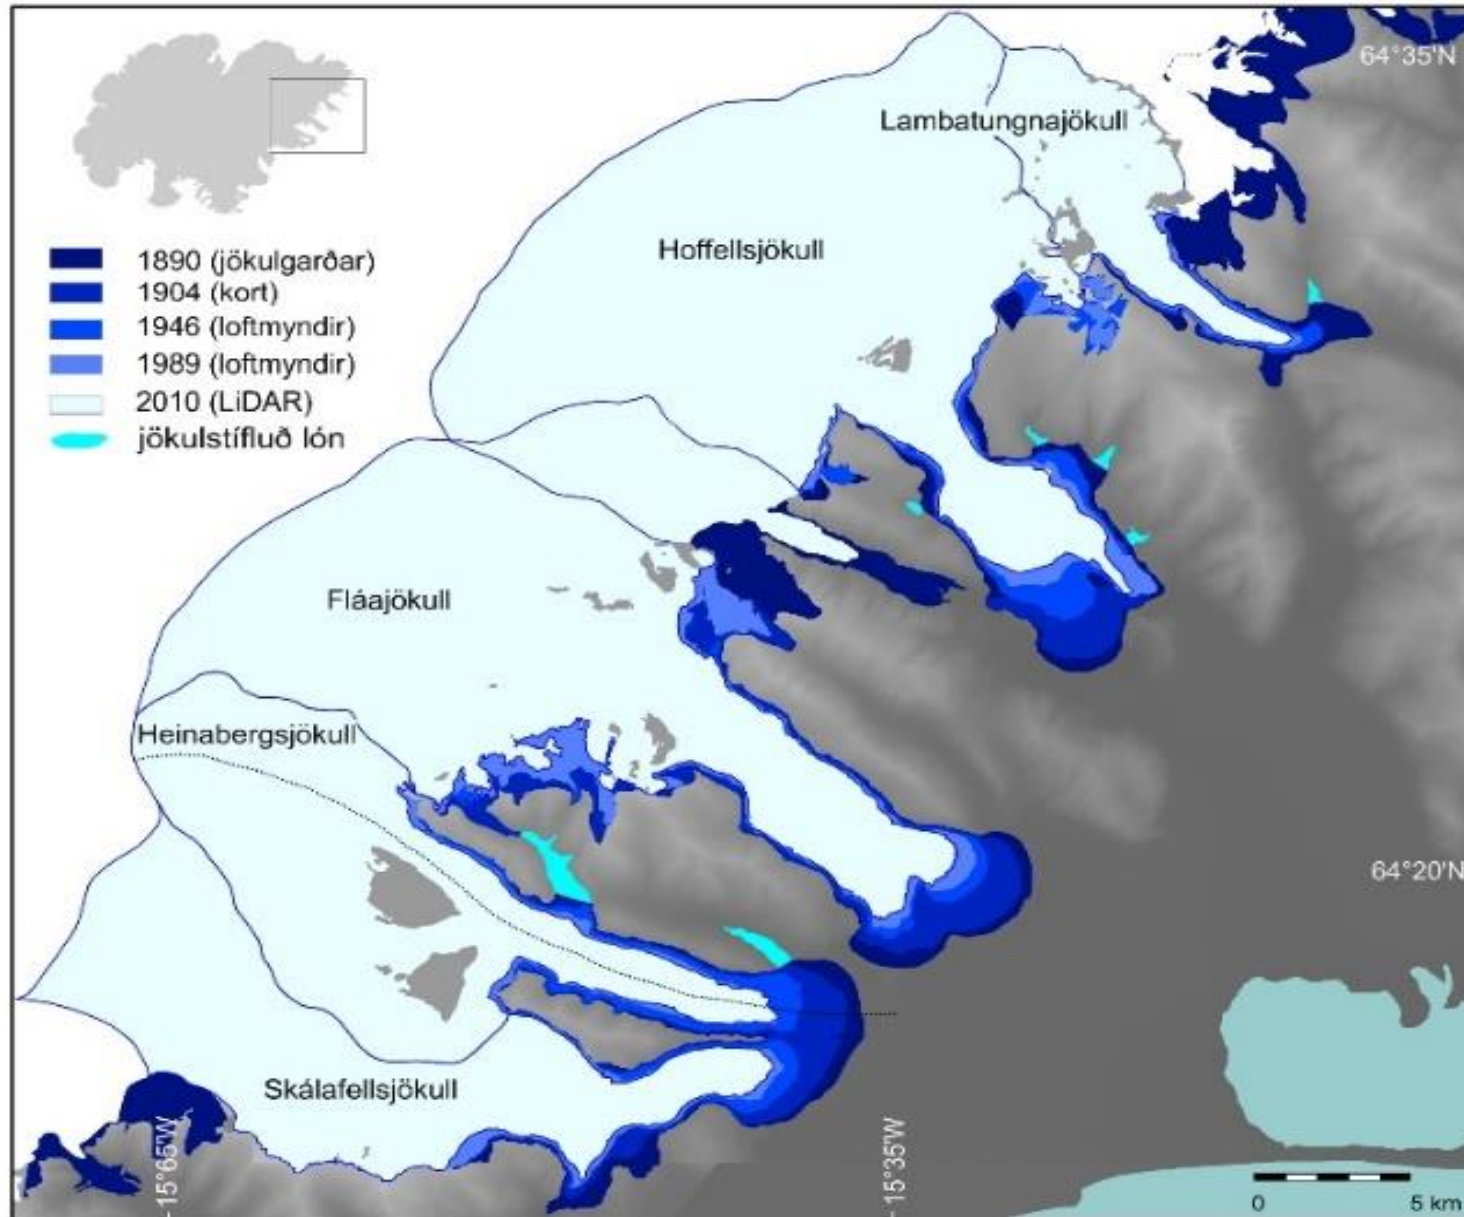 64°35'N
Lambatungnajökull
Hoffellsjökull
1890 (jökulgarðar)
1904 (kort)
1946 (loftmyndir)
1989 (loftmyndir)
2010 (LiDAR)
jökulstífluð lón
Fláajökull
Heinabergsjökull
64°20'N
Skálafellsjökull
15°65'W
15°35'W
0 5 km